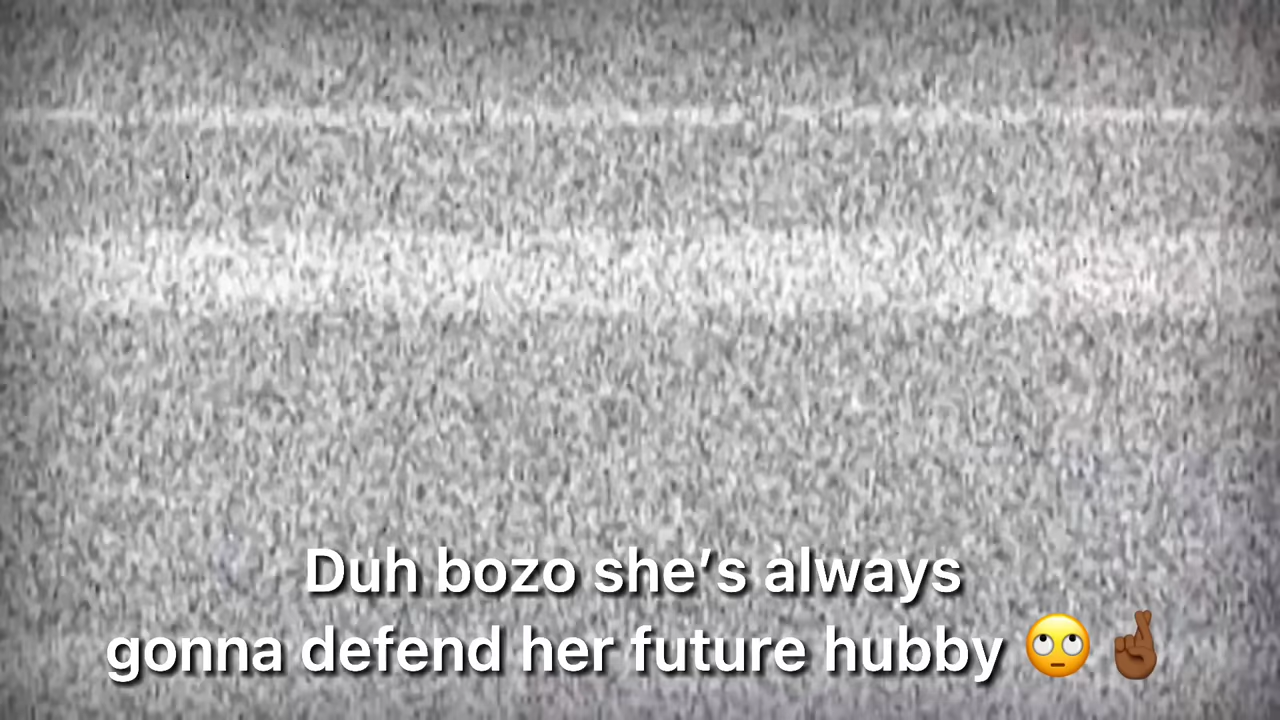 Duh bozo she’s always
gonna defend her future hubby 🙄 🤞🏾